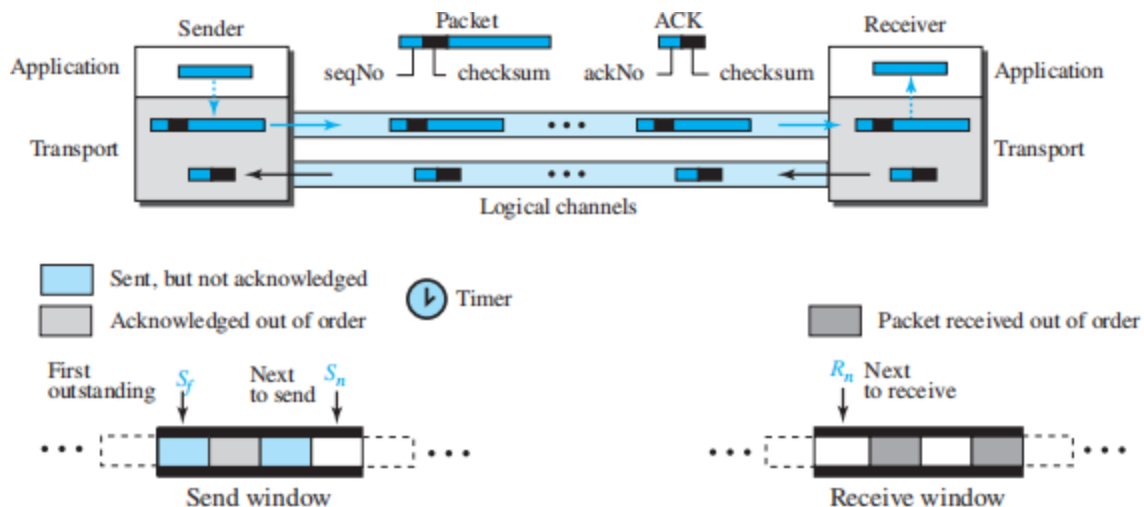 Sender
Packet
ACK
Receiver
Application
seqNo
checksum
ackNo
checksum
Application
Transport
Transport
Logical channels
Sent, but not acknowledged
Timer
Acknowledged out of order
Packet received out of order
First
outstanding
Sf
Next
to send
Sn
Rn
Next
to receive
Send window
Receive window